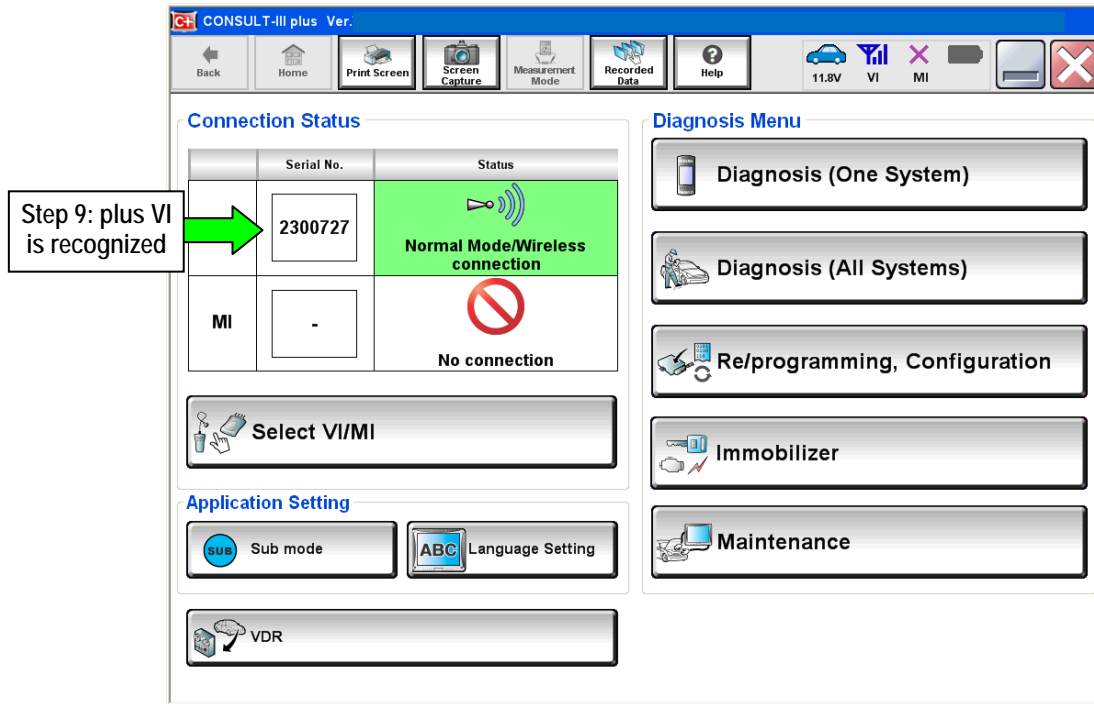 C+ CONSULT-III plus Ver.
Back
Home
Print Screen
Screen
Capture
Measurement
Mode
Recorded
Data
?
Help
11.8V
VI
MI
Connection Status
Serial No.
Status
Step 9: plus VI
is recognized
2300727
Normal Mode/Wireless
connection
MI
-
No connection
Select VI/MI
Application Setting
SUB
Sub mode
ABC
Language Setting
VDR
Diagnosis Menu
Diagnosis (One System)
Diagnosis (All Systems)
Re/programming, Configuration
Immobilizer
Maintenance